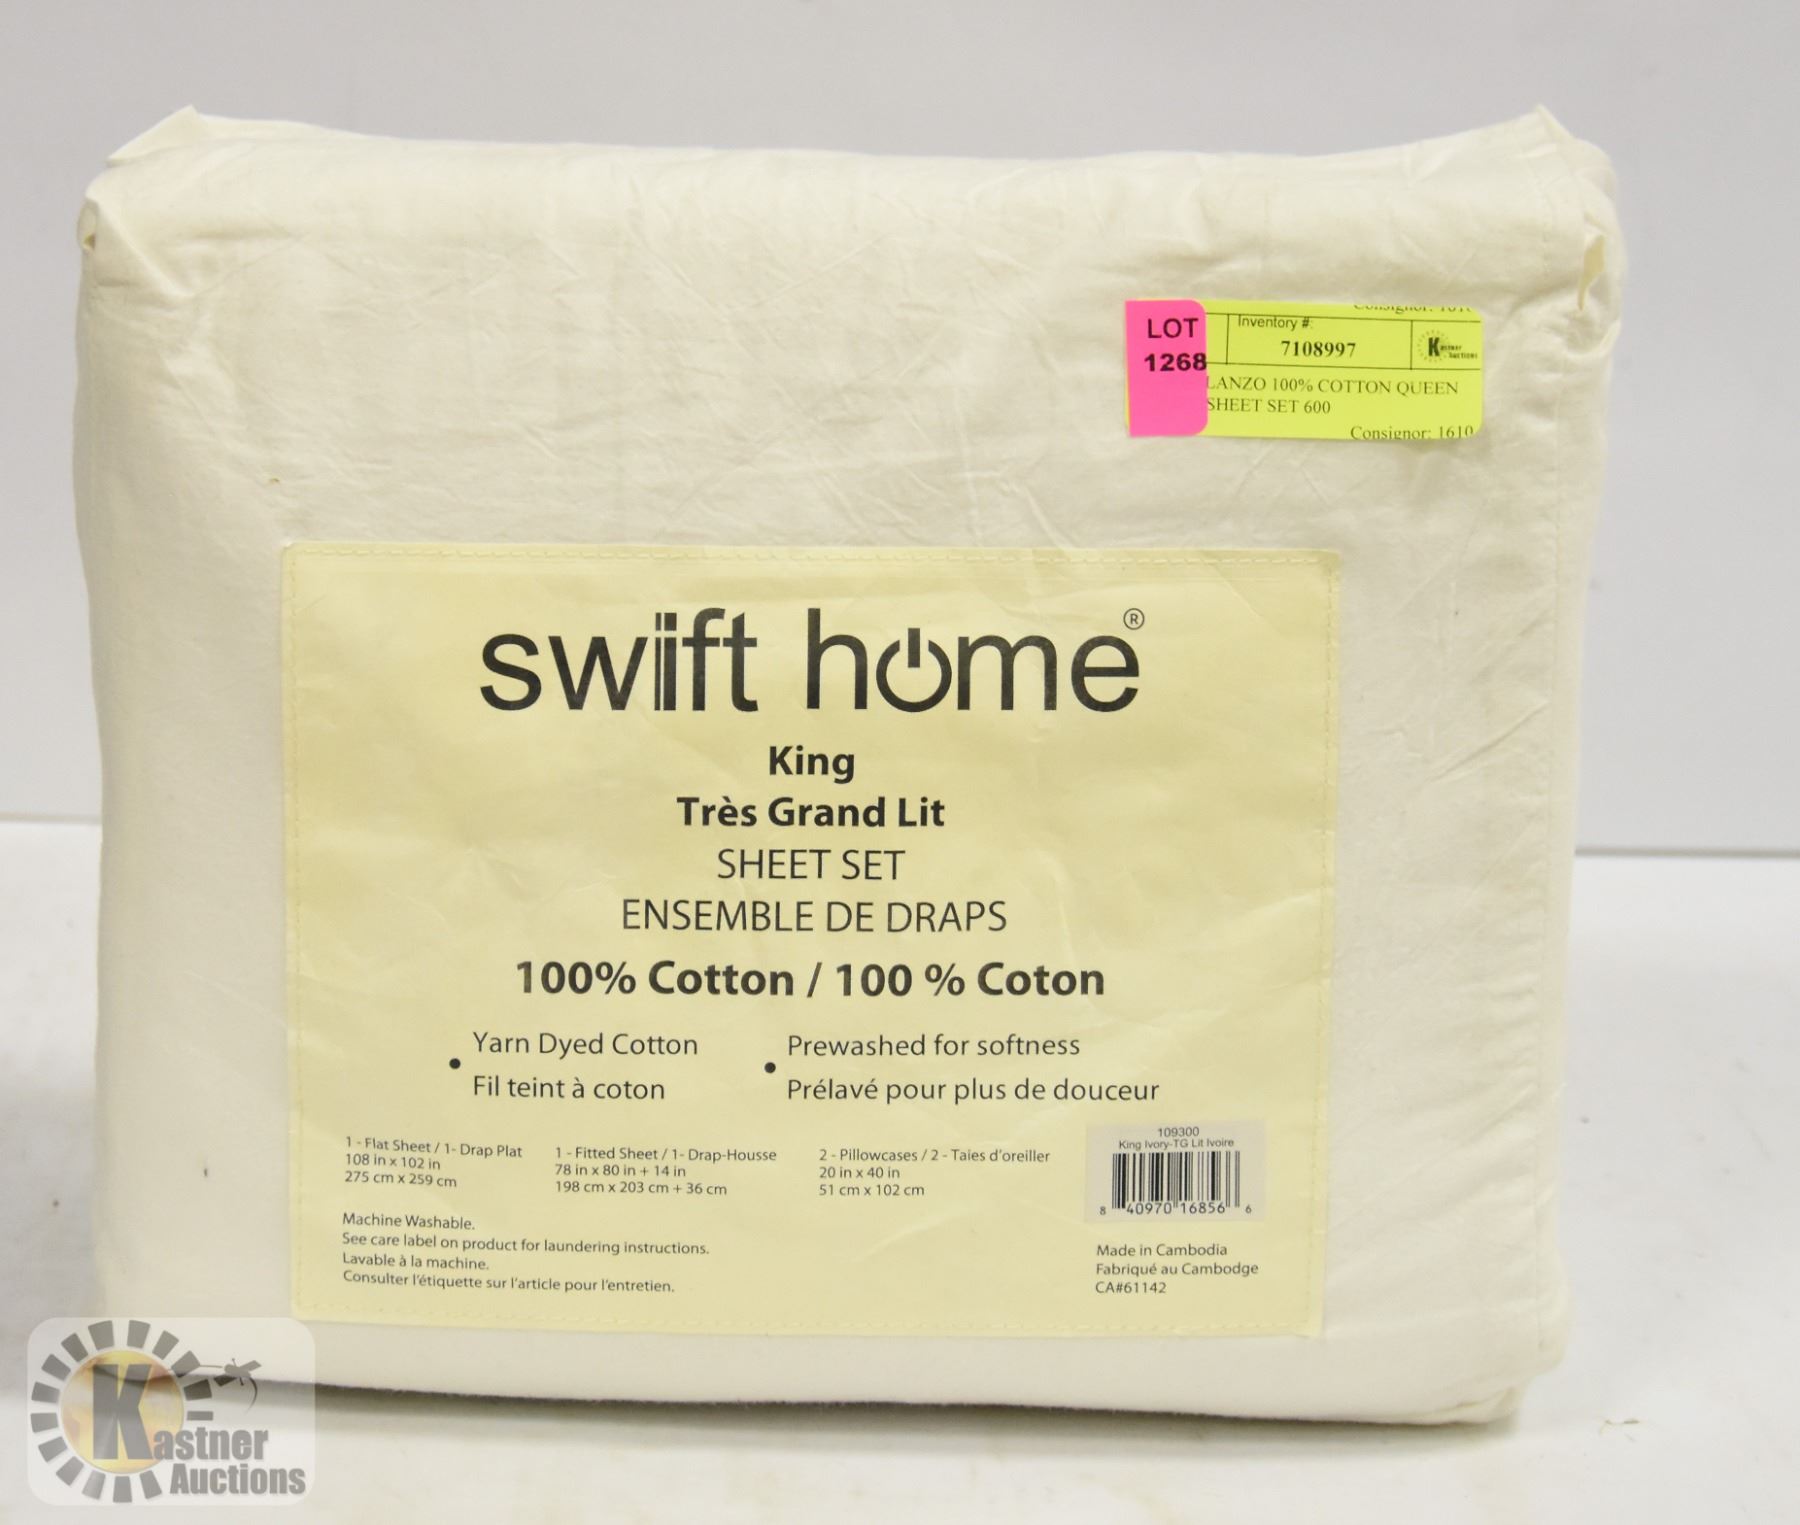 LOT
1268
Inventory #:
7108997
Kastner
Auctions
LANZO 100% COTTON QUEEN
SHEET SET 600
Consignor: 1610
swiift home®
King
Très Grand Lit
SHEET SET
ENSEMBLE DE DRAPS
100% Cotton / 100 % Coton
• Yarn Dyed Cotton
Fil teint à coton
• Prewashed for softness
Prélavé pour plus de douceur
1 - Flat Sheet / 1- Drap Plat
108 in x 102 in
275 cm x 259 cm
1 - Fitted Sheet / 1- Drap-Housse
78 in x 80 in + 14 in
198 cm x 203 cm + 36 cm
2 - Pillowcases / 2 - Taies d'oreiller
20 in x 40 in
51 cm x 102 cm
109300
King Ivory-TG Lit Ivoire
8 40970 16856 6
Machine Washable.
See care label on product for laundering instructions.
Lavable à la machine.
Consulter l'étiquette sur l'article pour l'entretien.
Made in Cambodia
Fabriqué au Cambodge
CA#61142
Kastner
Auctions